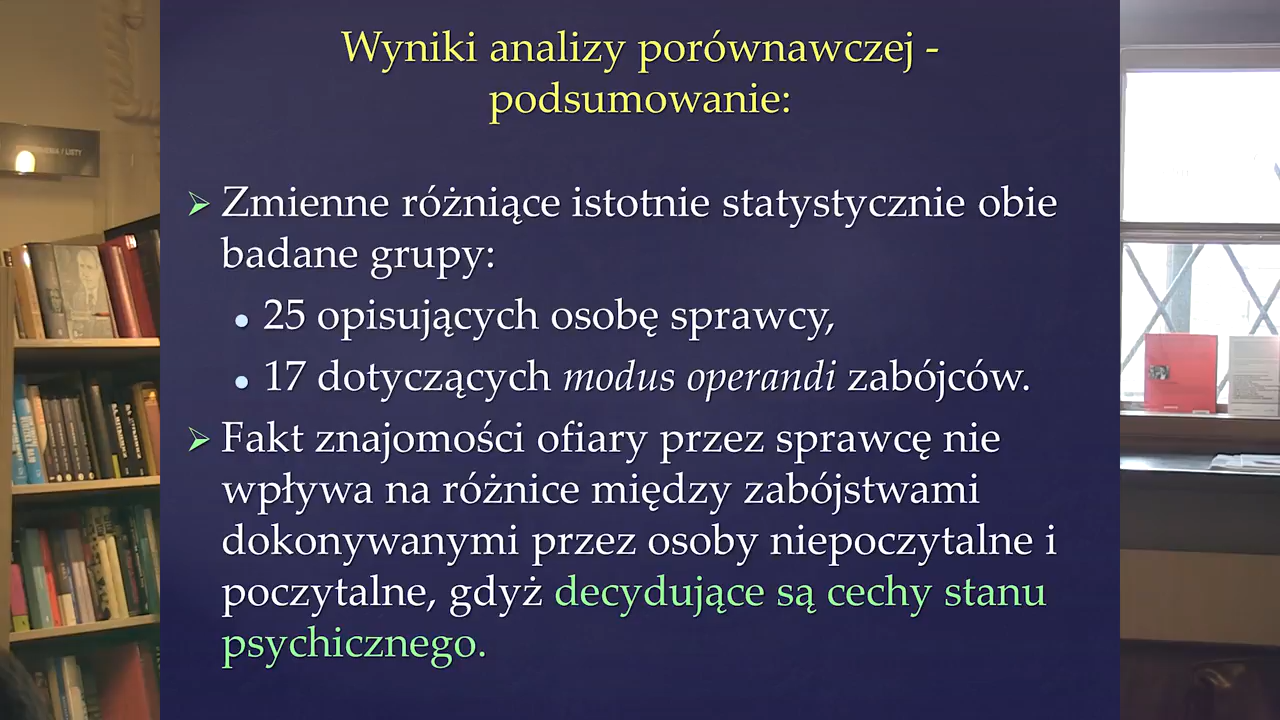 Wyniki analizy porównawczej -
podsumowanie:
Zmienne różniące istotnie statystycznie obie
badane grupy:
25 opisujących osobę sprawcy,
17 dotyczących modus operandi zabójców.
Fakt znajomości ofiary przez sprawcę nie
wpływa na różnice między zabójstwami
dokonywanymi przez osoby niepoczytalne i
poczytalne, gdyż decydujące są cechy stanu
psychicznego.
/ LISTY